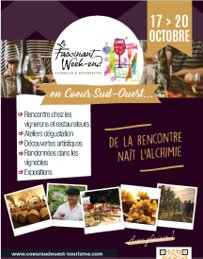 17 > 20
OCTOBRE
Le
Fascinant
Week-end
VIGNOBLES & DÉCOUVERTES
en Coeur Sud-Ouest...
Rencontre chez les
vignerons et restaurateurs
Ateliers dégustation
Découvertes artistiques
Randonnées dans les
vignobles
Expositions
DE LA RENCONTRE
NAÎT L'ALCHIMIE
www.coeursudouest-tourisme.com